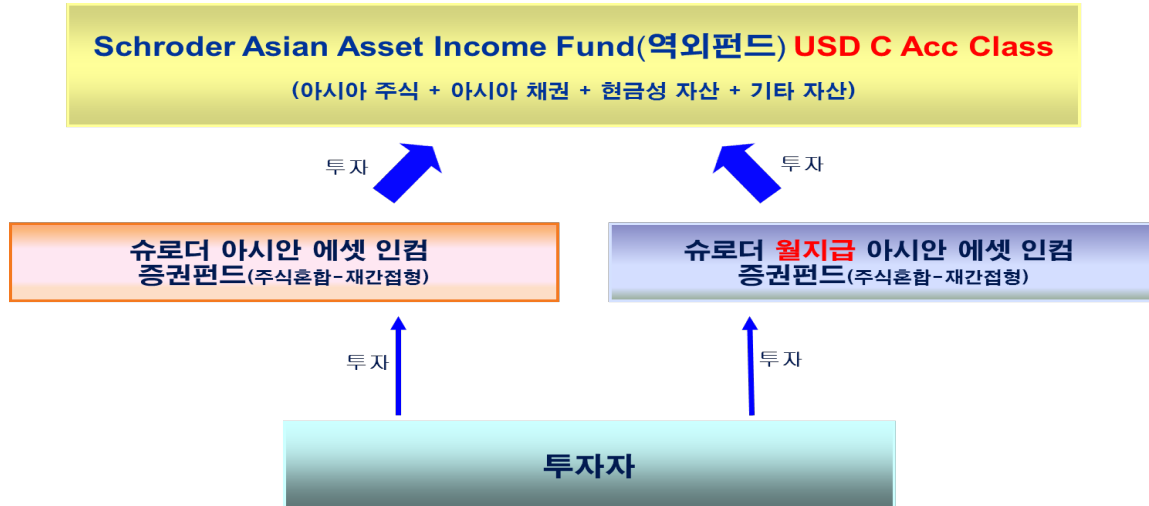 Schroder Asian Asset Income Fund(역외펀드) USD C Acc Class
(아시아 주식 + 아시아 채권 + 현금성 자산 + 기타 자산)
투자
투자
슈로더 아시안 에셋 인컴
증권펀드(주식혼합-재간접형)
슈로더 월지급 아시안 에셋 인컴
증권펀드(주식혼합-재간접형)
투자
투자
투자자